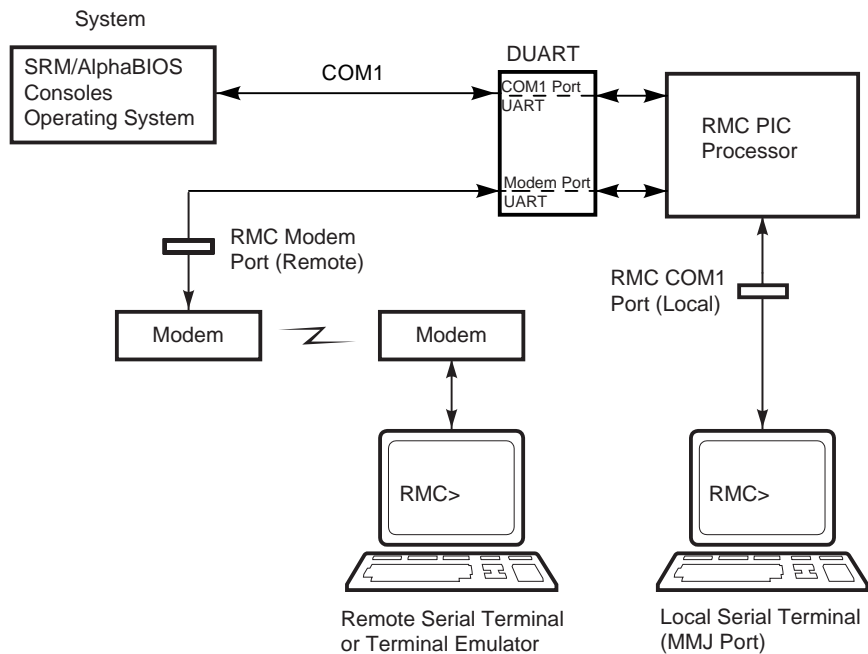 System
SRM/AlphaBIOS
Consoles
Operating System
COM1
DUART
COM1 Port
UART
Modem Port
UART
RMC PIC
Processor
RMC Modem
Port (Remote)
RMC COM1
Port (Local)
Modem
Modem
RMC>
RMC>
Remote Serial Terminal
or Terminal Emulator
Local Serial Terminal
(MMJ Port)